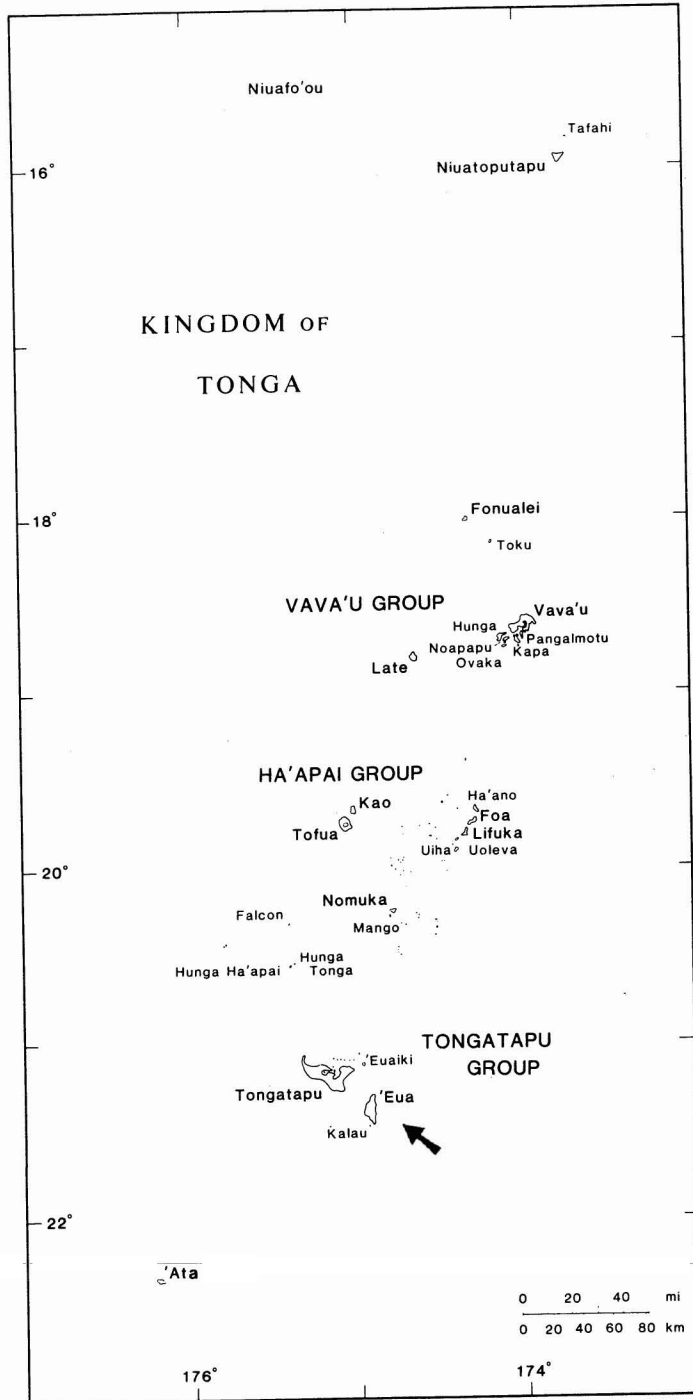 Niuafo'ou
Tafahi
Niuatoputapu
16°
KINGDOM OF
TONGA
Fonualei
18°
Toku
VAVA'U GROUP
Vava'u
Hunga
Pangaimotu
Noapapu
Kapa
Ovaka
Late
HA'APAI GROUP
Ha'ano
Kao
Foa
Tofua
Lifuka
Uiha
Uoleva
20°
Nomuka
Falcon
Mango
Hunga
Tonga
Hunga Ha'apai
TONGATAPU
GROUP
'Euaiki
Tongatapu
'Eua
Kalau
22°
'Ata
0 20 40 mi
0 20 40 60 80 km
176°
174°